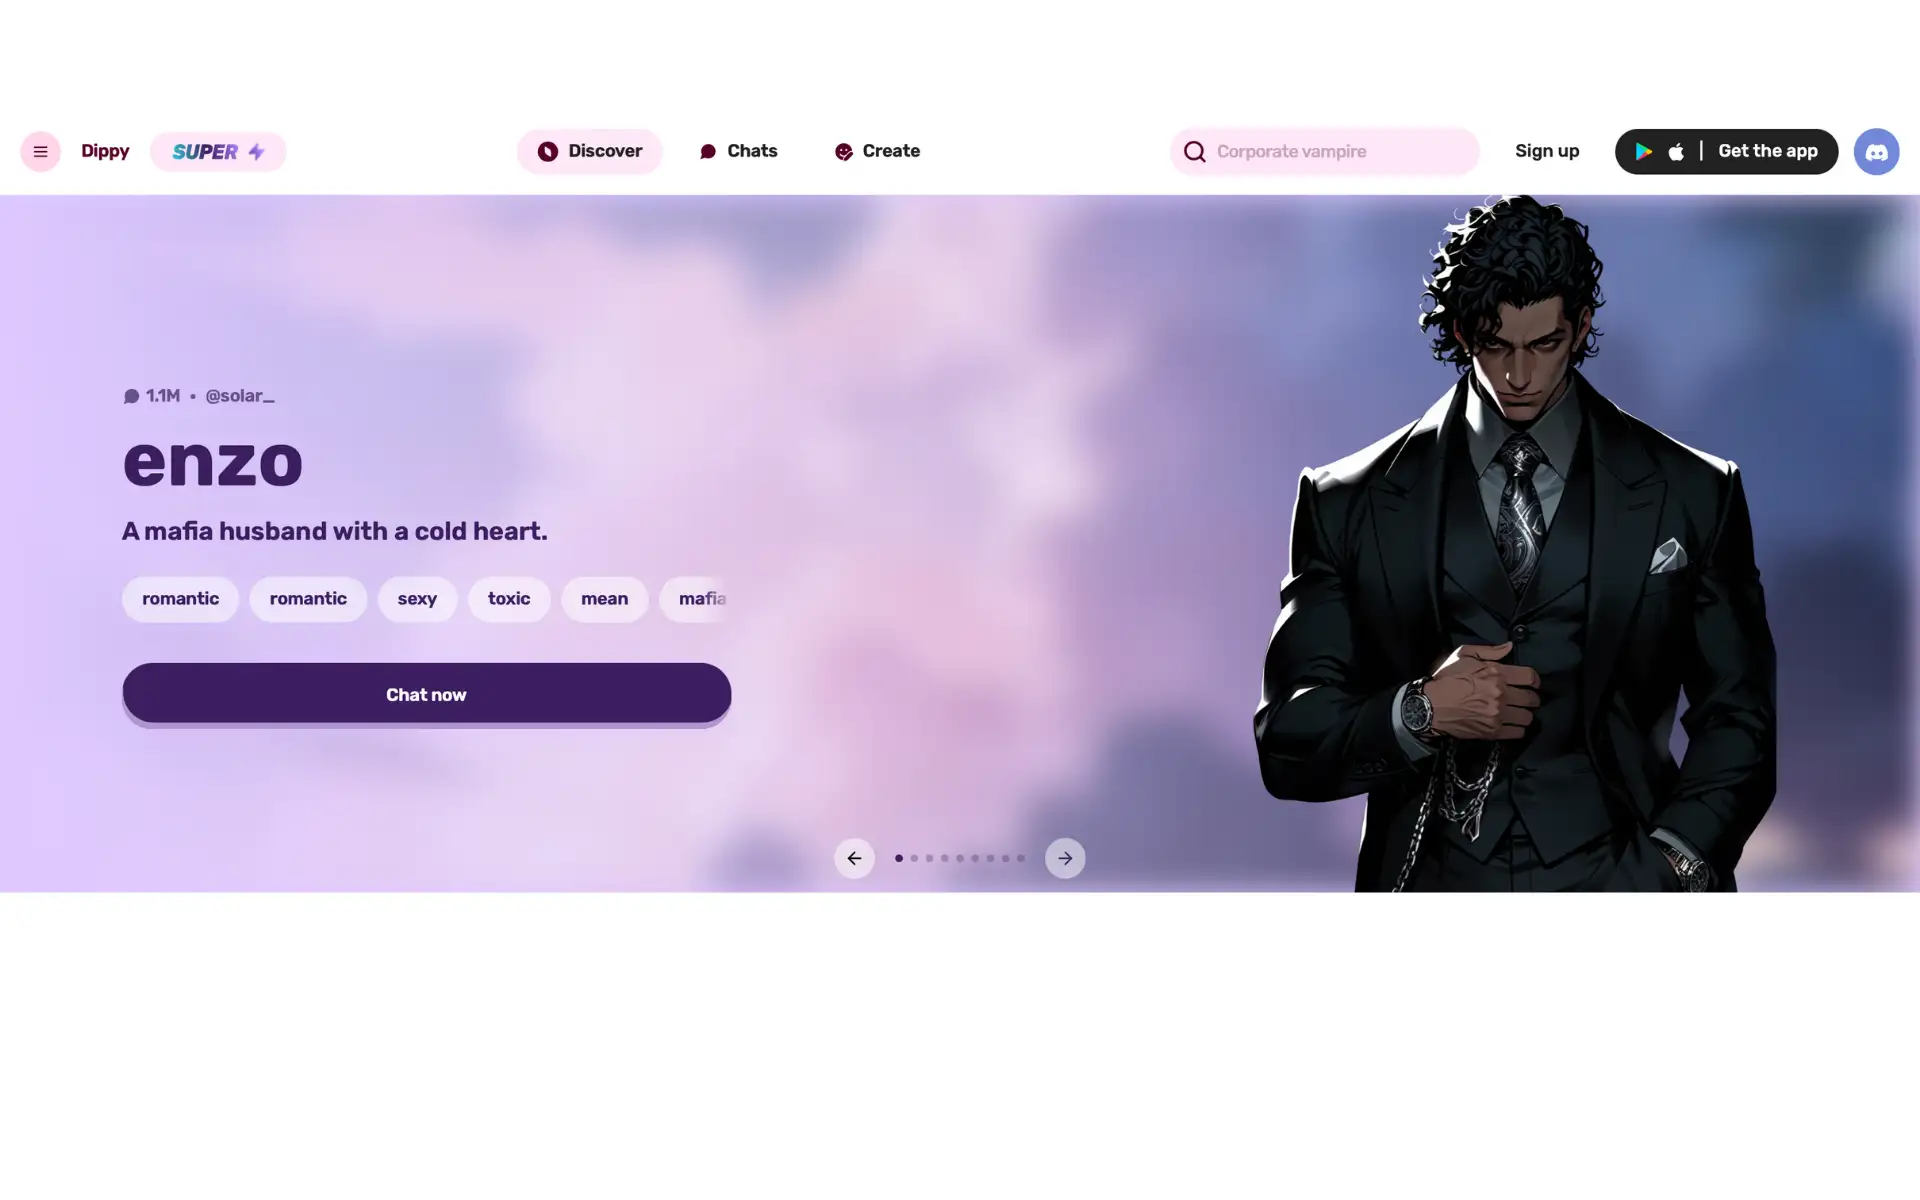 Dippy SUPER Discover Chats Create Corporate vampire Sign up | Get the app
1.1M • @solar_
enzo
A mafia husband with a cold heart.
romantic romantic sexy toxic mean mafia
Chat now